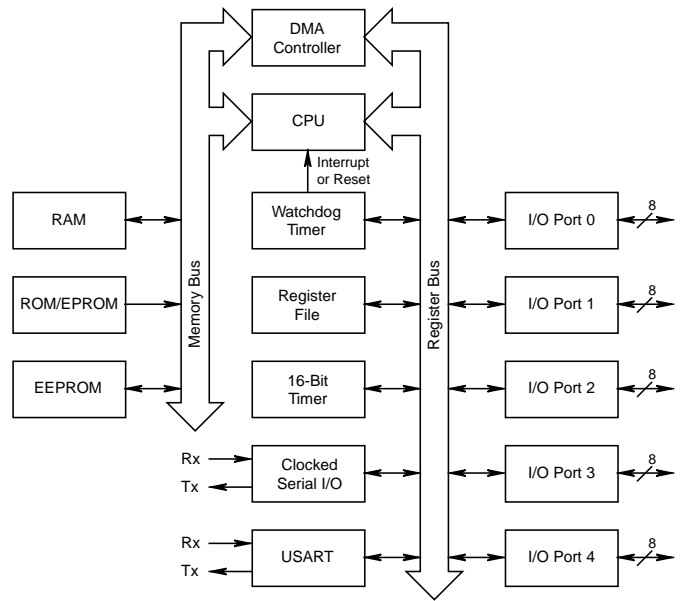 DMA
Controller
CPU
Interrupt
or Reset
RAM
Watchdog
Timer
I/O Port 0
8
ROM/EPROM
Memory Bus
Register
File
Register Bus
I/O Port 1
8
EEPROM
16-Bit
Timer
I/O Port 2
8
Rx
Tx
Clocked
Serial I/O
I/O Port 3
8
Rx
Tx
USART
I/O Port 4
8